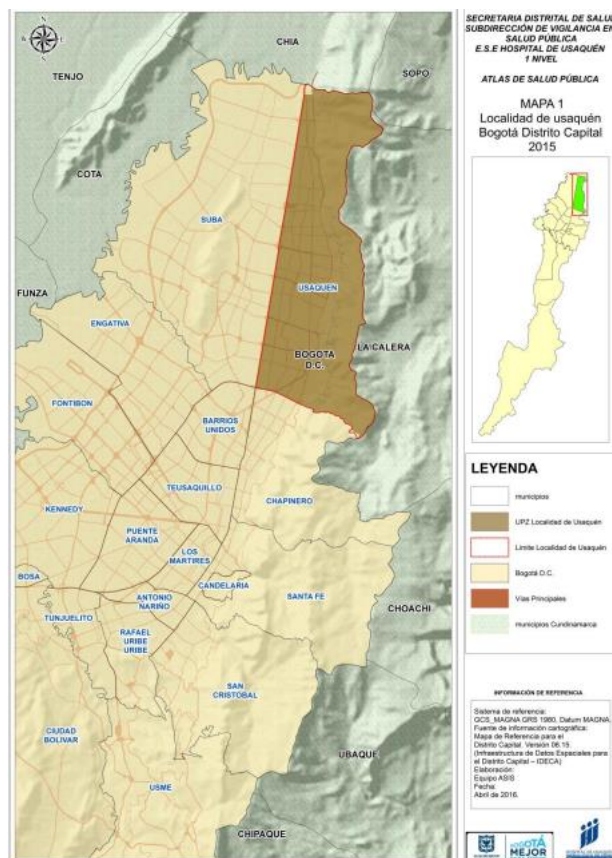 CHIA
SOPO
TENJO
COTA
SUBA
FUNZA
USAQUEN
ENGATIVA
LA CALERA
BOGOTA
D.C.
FONTIBON
BARRIOS
UNIDOS
TEUSAQUILLO
KENNEDY
CHAPINERO
PUENTE
ARANDA
LOS
MARTIRES
BOSA
CANDELARIA
SANTA FE
ANTONIO
NARIÑO
CHOACHI
TUNJUELITO
RAFAEL
URIBE
URIBE
SAN
CRISTOBAL
CIUDAD
BOLIVAR
UBAQUE
USME
CHIPAQUE
SECRETARIA DISTRITAL DE SALUD
SUBDIRECCIÓN DE VIGILANCIA EN
SALUD PÚBLICA
E.S.E HOSPITAL DE USAQUÉN
1 NIVEL
ATLAS DE SALUD PÚBLICA
MAPA 1
Localidad de usaquén
Bogotá Distrito Capital
2015
LEYENDA
municipios
UPZ Localidad de Usaquén
Límite Localidad de Usaquén
Bogotá D.C.
Vías Principales
municipios Cundinamarca
INFORMACIÓN DE REFERENCIA
Sistema de referencia:
GCS_MAGNA GRS 1980, Datum MAGNA
Fuente de información cartográfica:
Mapa de Referencia para el
Distrito Capital. Versión 06.15.
(Infraestructura de Datos Espaciales para
el Distrito Capital – IDECA)
Elaboración:
Equipo ASIS
Fecha:
Abril de 2016.
BOGOTÁ
MEJOR